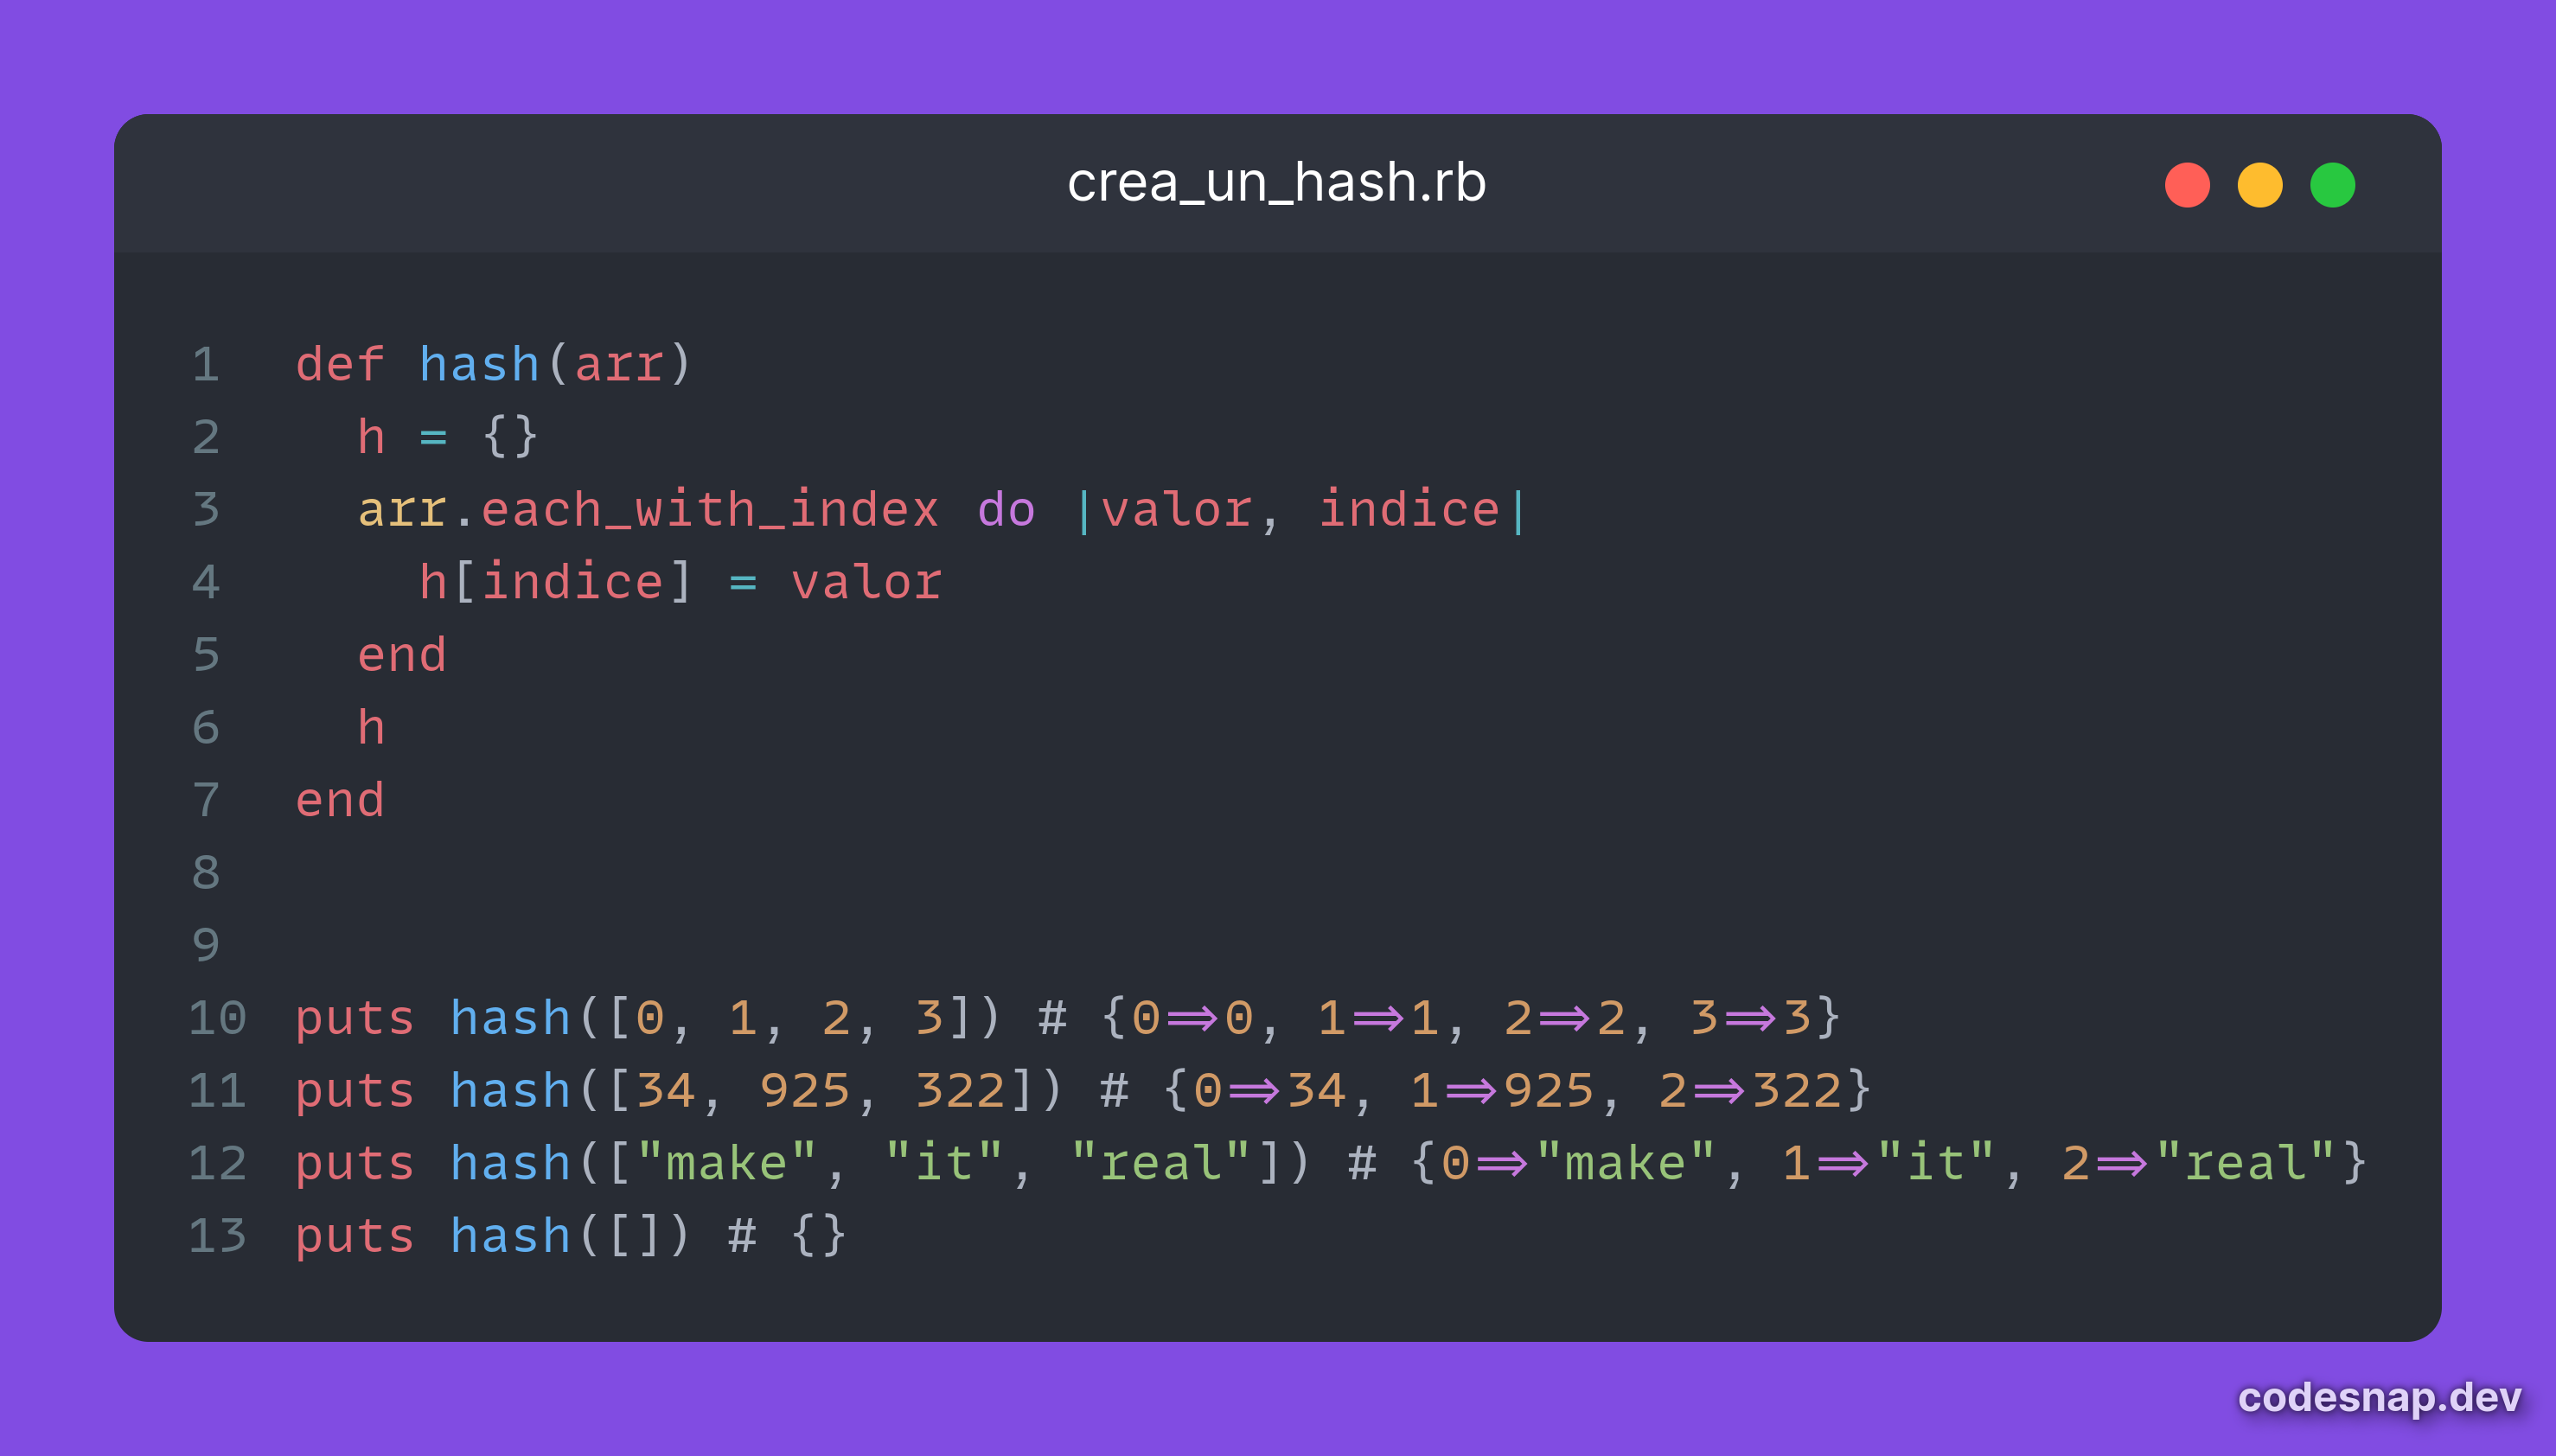 crea_un_hash.rb
1 def hash(arr)
2   h = {}
3   arr.each_with_index do |valor, indice|
4     h[indice] = valor
5   end
6   h
7 end
8
9
10 puts hash([0, 1, 2, 3]) # {0=>0, 1=>1, 2=>2, 3=>3}
11 puts hash([34, 925, 322]) # {0=>34, 1=>925, 2=>322}
12 puts hash(["make", "it", "real"]) # {0=>"make", 1=>"it", 2=>"real"}
13 puts hash([]) # {}
codesnap.dev